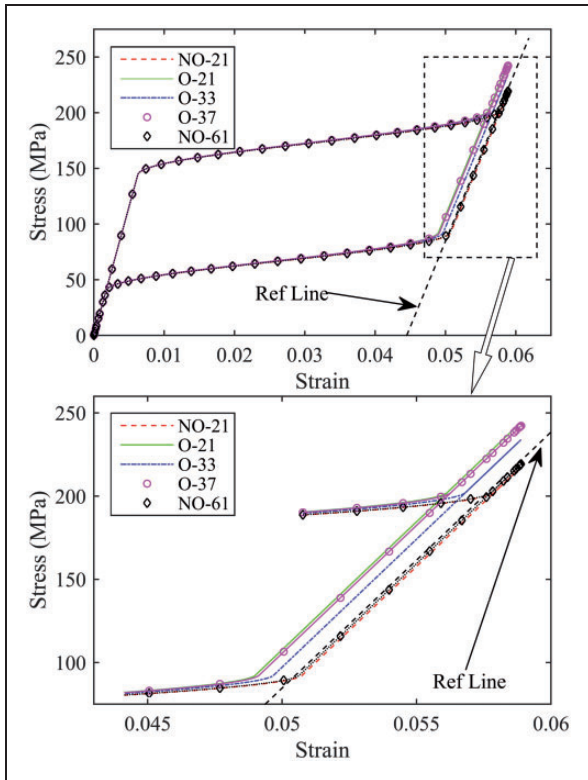 250
200
150
100
50
0
Stress (MPa)
NO-21
O-21
O-33
O-37
NO-61
Ref Line
0 0.01 0.02 0.03 0.04 0.05 0.06
Strain
250
200
150
100
Stress (MPa)
NO-21
O-21
O-33
O-37
NO-61
Ref Line
0.045 0.05 0.055 0.06
Strain